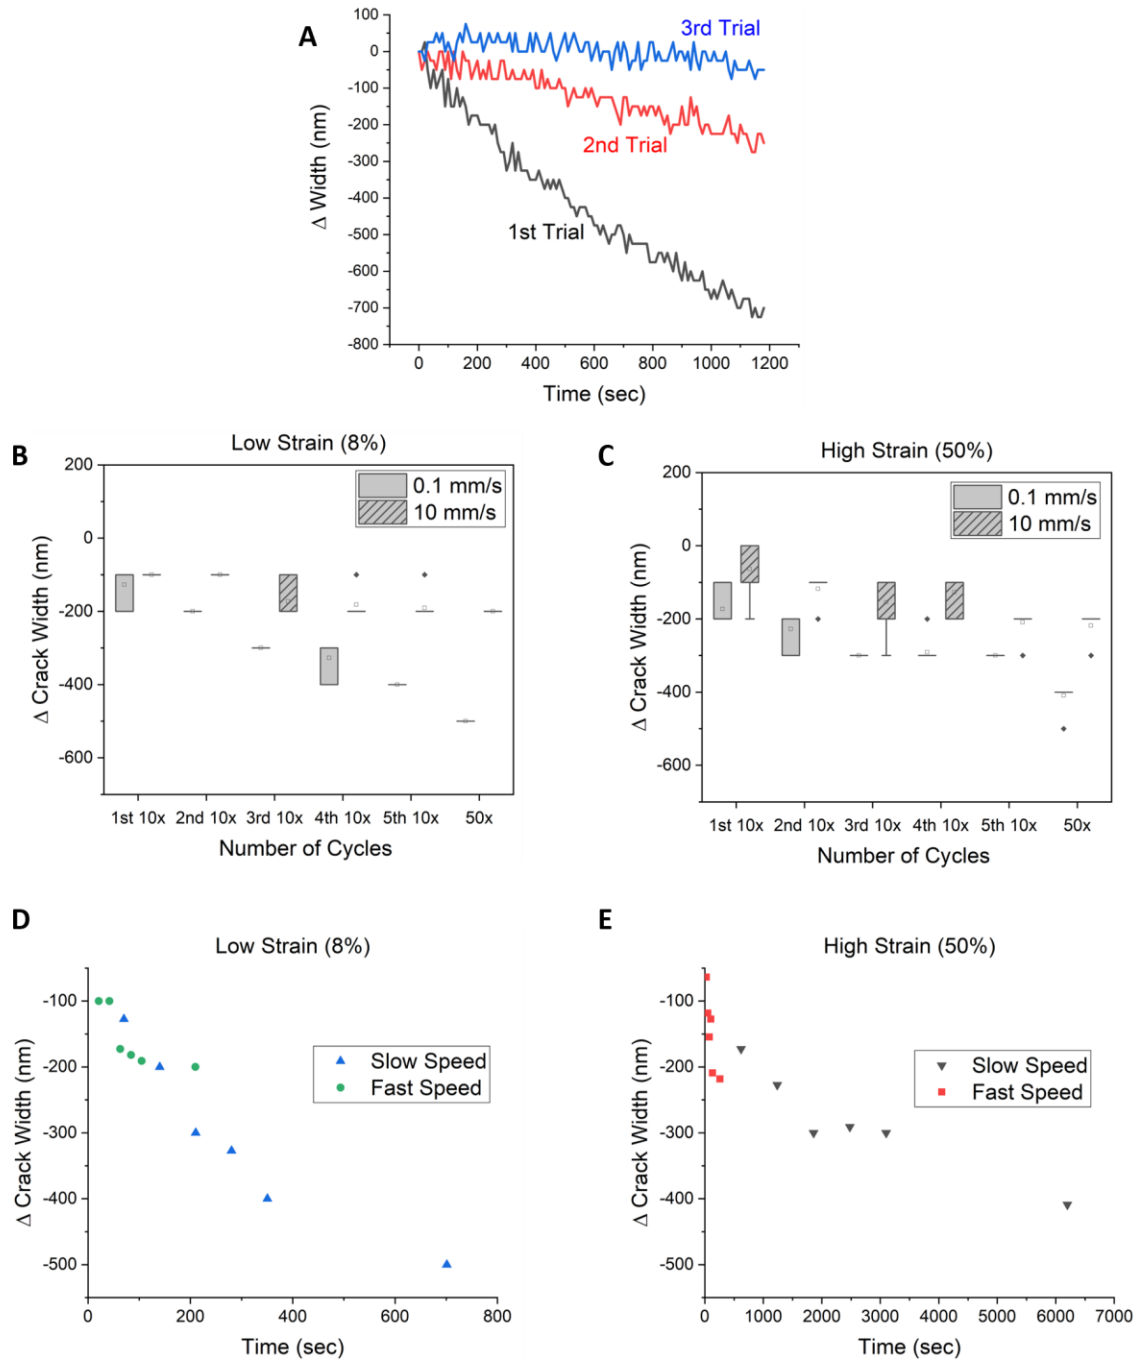 A
100
0
-100
-200
-300
-400
-500
-600
-700
-800
Δ Width (nm)
3rd Trial
2nd Trial
1st Trial
0 200 400 600 800 1000 1200
Time (sec)
B
Low Strain (8%)
200
0
-200
-400
-600
Δ Crack Width (nm)
0.1 mm/s
10 mm/s
1st 10x 2nd 10x 3rd 10x 4th 10x 5th 10x 50x
Number of Cycles
C
High Strain (50%)
200
0
-200
-400
-600
Δ Crack Width (nm)
0.1 mm/s
10 mm/s
1st 10x 2nd 10x 3rd 10x 4th 10x 5th 10x 50x
Number of Cycles
D
Low Strain (8%)
-100
-200
-300
-400
-500
Δ Crack Width (nm)
Slow Speed
Fast Speed
0 200 400 600 800
Time (sec)
E
High Strain (50%)
-100
-200
-300
-400
-500
Δ Crack Width (nm)
Slow Speed
Fast Speed
0 1000 2000 3000 4000 5000 6000 7000
Time (sec)